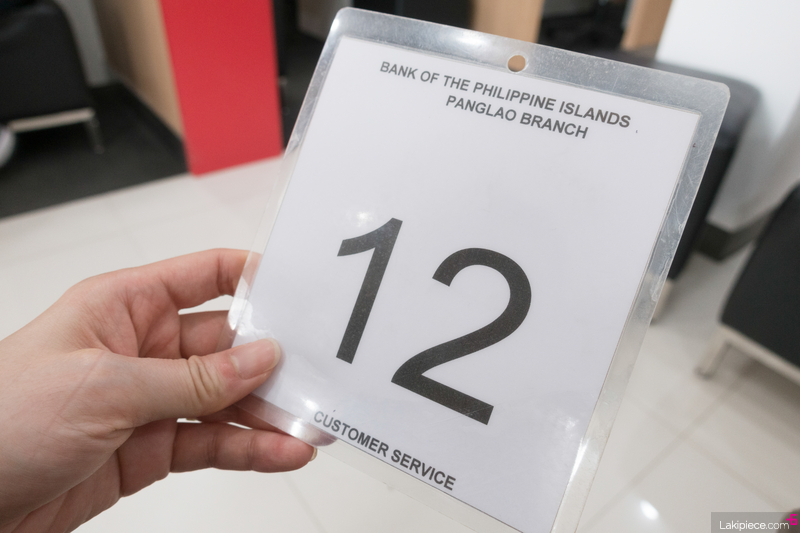 BANK OF THE PHILIPPINE ISLANDS
PANGLAO BRANCH
12
CUSTOMER SERVICE
Lakipiece.com